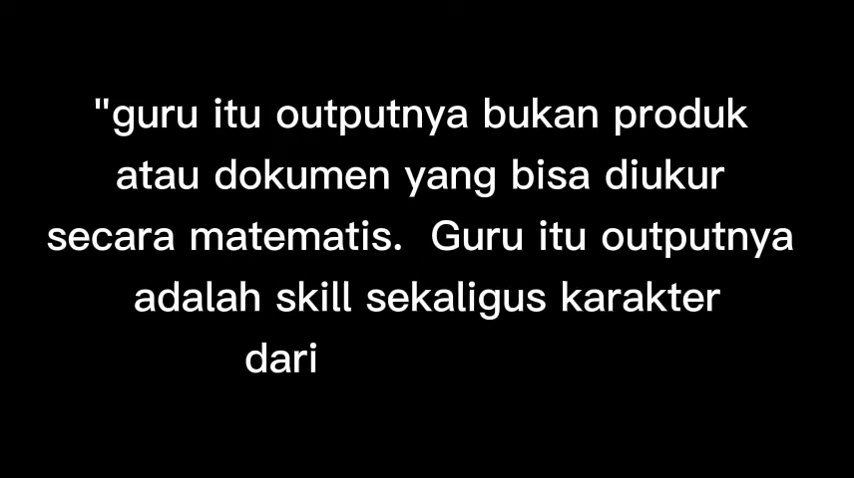 "guru itu outputnya bukan produk
atau dokumen yang bisa diukur
secara matematis.  Guru itu outputnya
adalah skill sekaligus karakter
dari